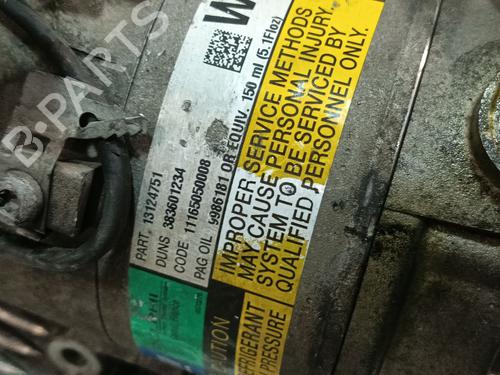 W
PART 13124751
DUNS 383601234
CODE 11165050008
PAG OIL 9986181 OR EQUIV. 150 ml (5.1Floz)
IMPROPER SERVICE METHODS
MAY CAUSE PERSONAL INJURY.
SYSTEM TO BE SERVICED BY
QUALIFIED PERSONNEL ONLY.
CAUTION
REFRIGERANT
PRESSURE
B-PARTS